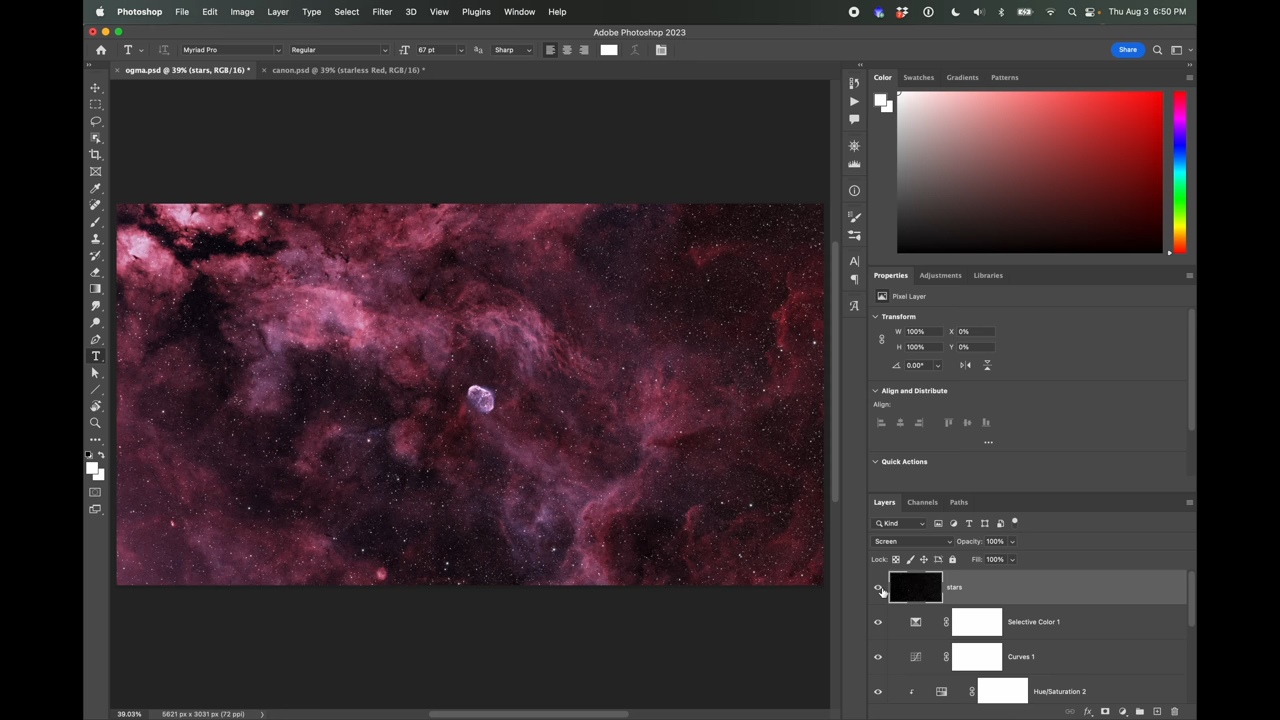 Photoshop File Edit Image Layer Type Select Filter 3D View Plugins Window Help Thu Aug 3 6:50 PM
Adobe Photoshop 2023
Myriad Pro Regular 67 pt Sharp Share
ogma.psd @ 39% (stars, RGB/16) * canon.psd @ 39% (starless Red, RGB/16) *
Color Swatches Gradients Patterns
Properties Adjustments Libraries
Pixel Layer
Transform
W 100% X 0%
H 100% Y 0%
0.00°
Align and Distribute
Align:
Quick Actions
Layers Channels Paths
Kind
Screen Opacity: 100%
Lock: Fill: 100%
stars
Selective Color 1
Curves 1
Hue/Saturation 2
39.03% 5621 px x 3031 px (72 ppi)